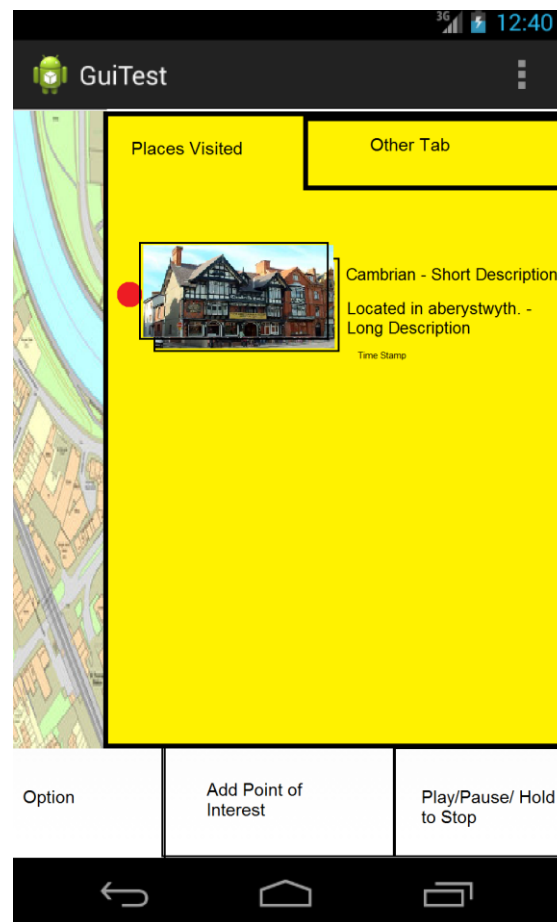 3G 12:40
GuiTest
Places Visited
Other Tab
Cambrian - Short Description
Located in aberystwyth. -
Long Description
Time Stamp
Option
Add Point of
Interest
Play/Pause/ Hold
to Stop